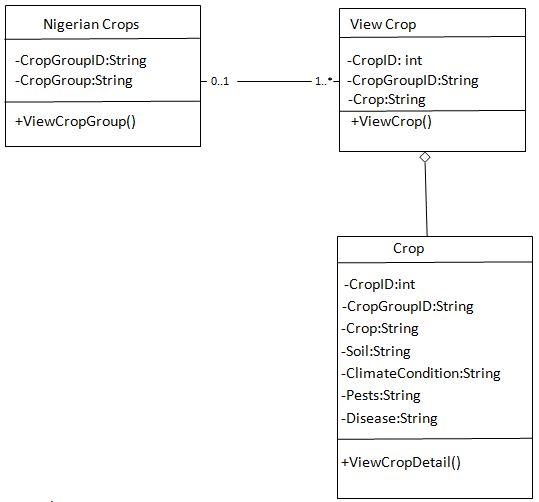 Nigerian Crops
-CropGroupID:String
-CropGroup:String
+ViewCropGroup()
0..1
1..*
View Crop
-CropID: int
-CropGroupID:String
-Crop:String
+ViewCrop()
Crop
-CropID:int
-CropGroupID:String
-Crop:String
-Soil:String
-ClimateCondition:String
-Pests:String
-Disease:String
+ViewCropDetail()